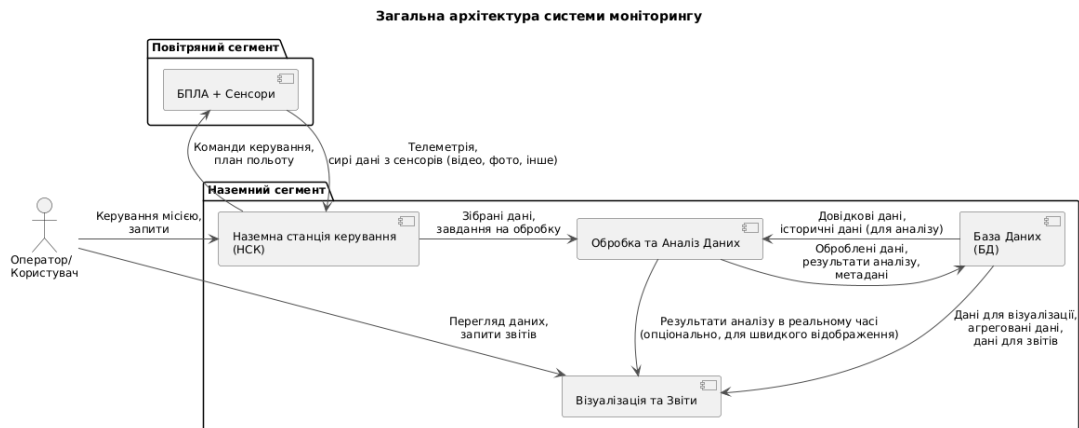 Загальна архітектура системи моніторингу
Повітряний сегмент
БПЛА + Сенсори
Команди керування,
план польоту
Телеметрія,
сирі дані з сенсорів (відео, фото, інше)
Наземний сегмент
Оператор/
Користувач
Керування місією,
запити
Наземна станція керування
(НСК)
Зібрані дані,
завдання на обробку
Обробка та Аналіз Даних
Довідкові дані,
історичні дані (для аналізу)
Оброблені дані,
результати аналізу,
метадані
База Даних
(БД)
Перегляд даних,
запити звітів
Результати аналізу в реальному часі
(опціонально, для швидкого відображення)
Дані для візуалізації,
агреговані дані,
дані для звітів
Візуалізація та Звіти